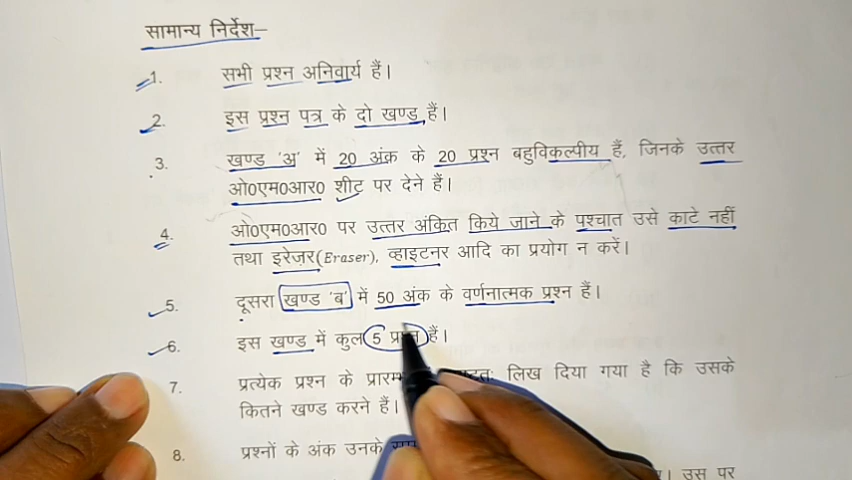 सामान्य निर्देश–
1. सभी प्रश्न अनिवार्य हैं।
2. इस प्रश्न पत्र के दो खण्ड हैं।
3. खण्ड 'अ' में 20 अंक के 20 प्रश्न बहुविकल्पीय हैं, जिनके उत्तर
ओ0एम0आर0 शीट पर देने हैं।
4. ओ0एम0आर0 पर उत्तर अंकित किये जाने के पश्चात उसे काटे नहीं
तथा इरेज़र(Eraser), व्हाइटनर आदि का प्रयोग न करें।
5. दूसरा खण्ड 'ब' में 50 अंक के वर्णनात्मक प्रश्न हैं।
6. इस खण्ड में कुल 5 प्रश्न हैं।
7. प्रत्येक प्रश्न के लिख दिया गया है कि उसके
कितने खण्ड करने हैं।
8. प्रश्नों के अंक उनके
। उस पर